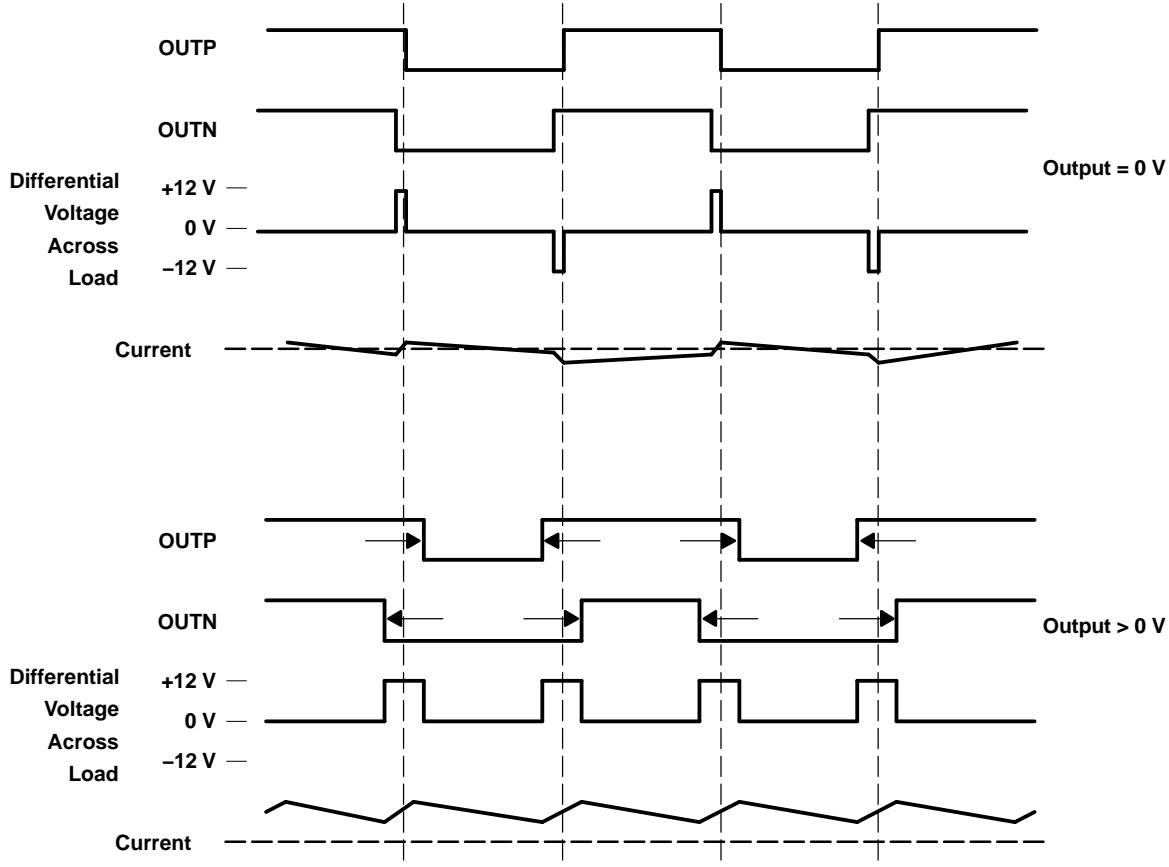 OUTP
OUTN
Output = 0 V
Differential
Voltage
Across
Load
+12 V
0 V
–12 V
Current
OUTP
OUTN
Output > 0 V
Differential
Voltage
Across
Load
+12 V
0 V
–12 V
Current